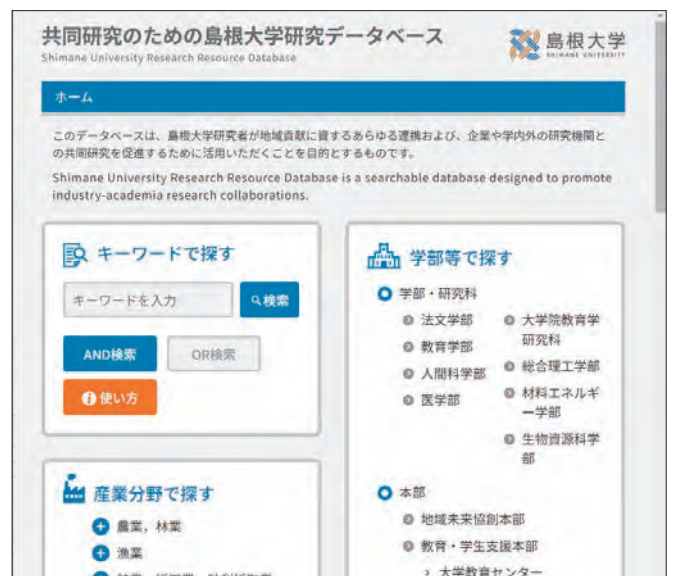 共同研究のための島根大学研究データベース
Shimane University Research Resource Database
島根大学
SHIMANE UNIVERSITY
ホーム
このデータベースは、島根大学研究者が地域貢献に資するあらゆる連携および、企業や学内外の研究機関と
の共同研究を促進するために活用いただくことを目的とするものです。
Shimane University Research Resource Database is a searchable database designed to promote
industry-academia research collaborations.
キーワードで探す
キーワードを入力
検索
AND検索
OR検索
使い方
産業分野で探す
農業，林業
漁業
学部等で探す
学部・研究科
法文学部
教育学部
人間科学部
医学部
大学院教育学
研究科
総合理工学部
材料エネルギ
ー学部
生物資源科学
部
本部
地域未来協創本部
教育・学生支援本部
大学教育センター